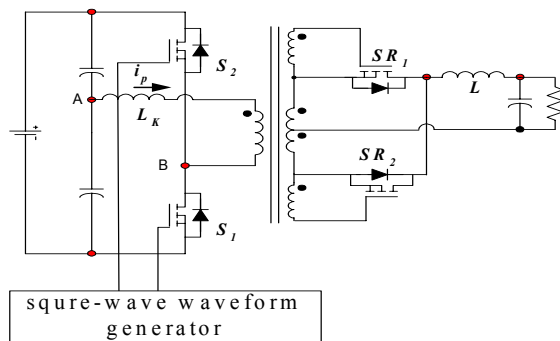 SR1
S2
ip
A
LK
L
+
-
B
SR2
S1
squre-wave waveform
generator